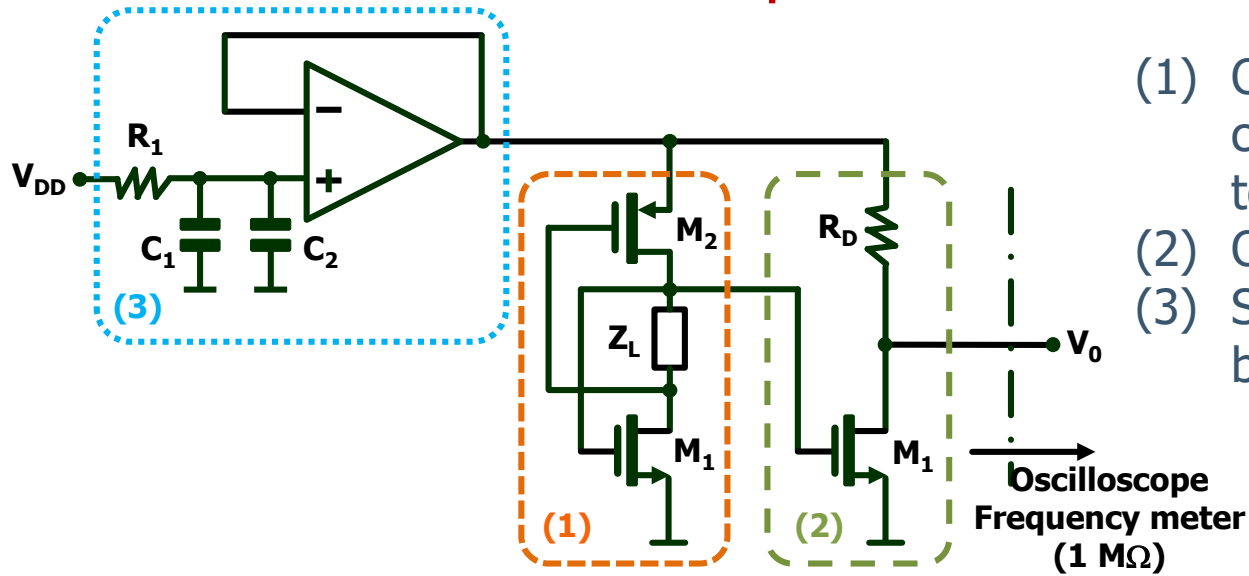 R1
VDD
C1
C2
(3)
−
+
M2
ZL
M1
(1)
RD
M1
(2)
V0
Oscilloscope
Frequency meter
(1 MΩ)
(1)
(2)
(3)